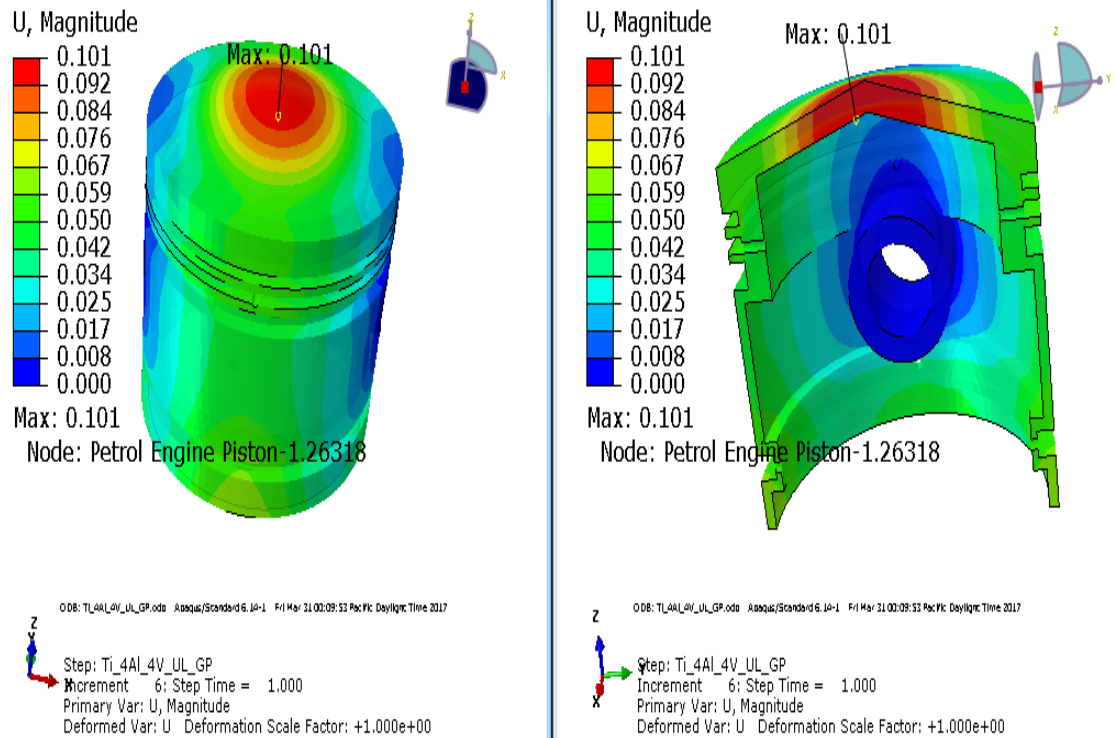 U, Magnitude
Max: 0.101
0.101
0.092
0.084
0.076
0.067
0.059
0.050
0.042
0.034
0.025
0.017
0.008
0.000
Max: 0.101
Node: Petrol Engine Piston-1.26318
Z
X
ODB: Ti_4Al_4V_UL_GP.odb Abaqus/Standard 6.14-1 Fri Mar 31 00:09:53 Pacific Daylight Time 2017
Z
Y
X
Step: Ti_4Al_4V_UL_GP
Increment 6: Step Time = 1.000
Primary Var: U, Magnitude
Deformed Var: U Deformation Scale Factor: +1.000e+00
U, Magnitude
Max: 0.101
0.101
0.092
0.084
0.076
0.067
0.059
0.050
0.042
0.034
0.025
0.017
0.008
0.000
Max: 0.101
Node: Petrol Engine Piston-1.26318
Z
Y
X
ODB: Ti_4Al_4V_UL_GP.odb Abaqus/Standard 6.14-1 Fri Mar 31 00:09:53 Pacific Daylight Time 2017
Z
Y
X
Step: Ti_4Al_4V_UL_GP
Increment 6: Step Time = 1.000
Primary Var: U, Magnitude
Deformed Var: U Deformation Scale Factor: +1.000e+00